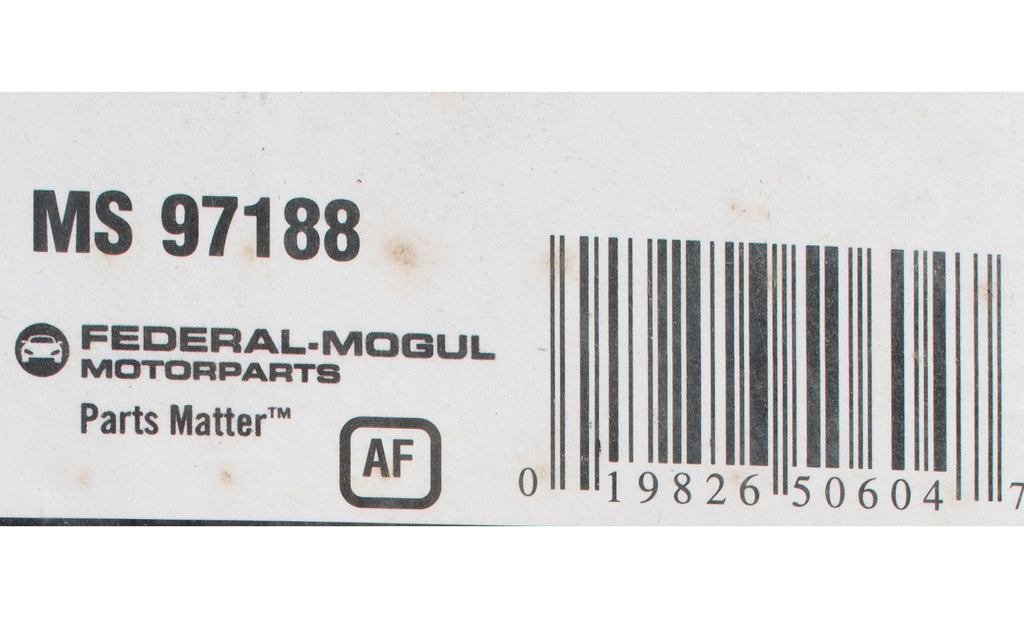 MS 97188
FEDERAL-MOGUL
MOTORPARTS
Parts Matter™
AF
0 19826 50604 7